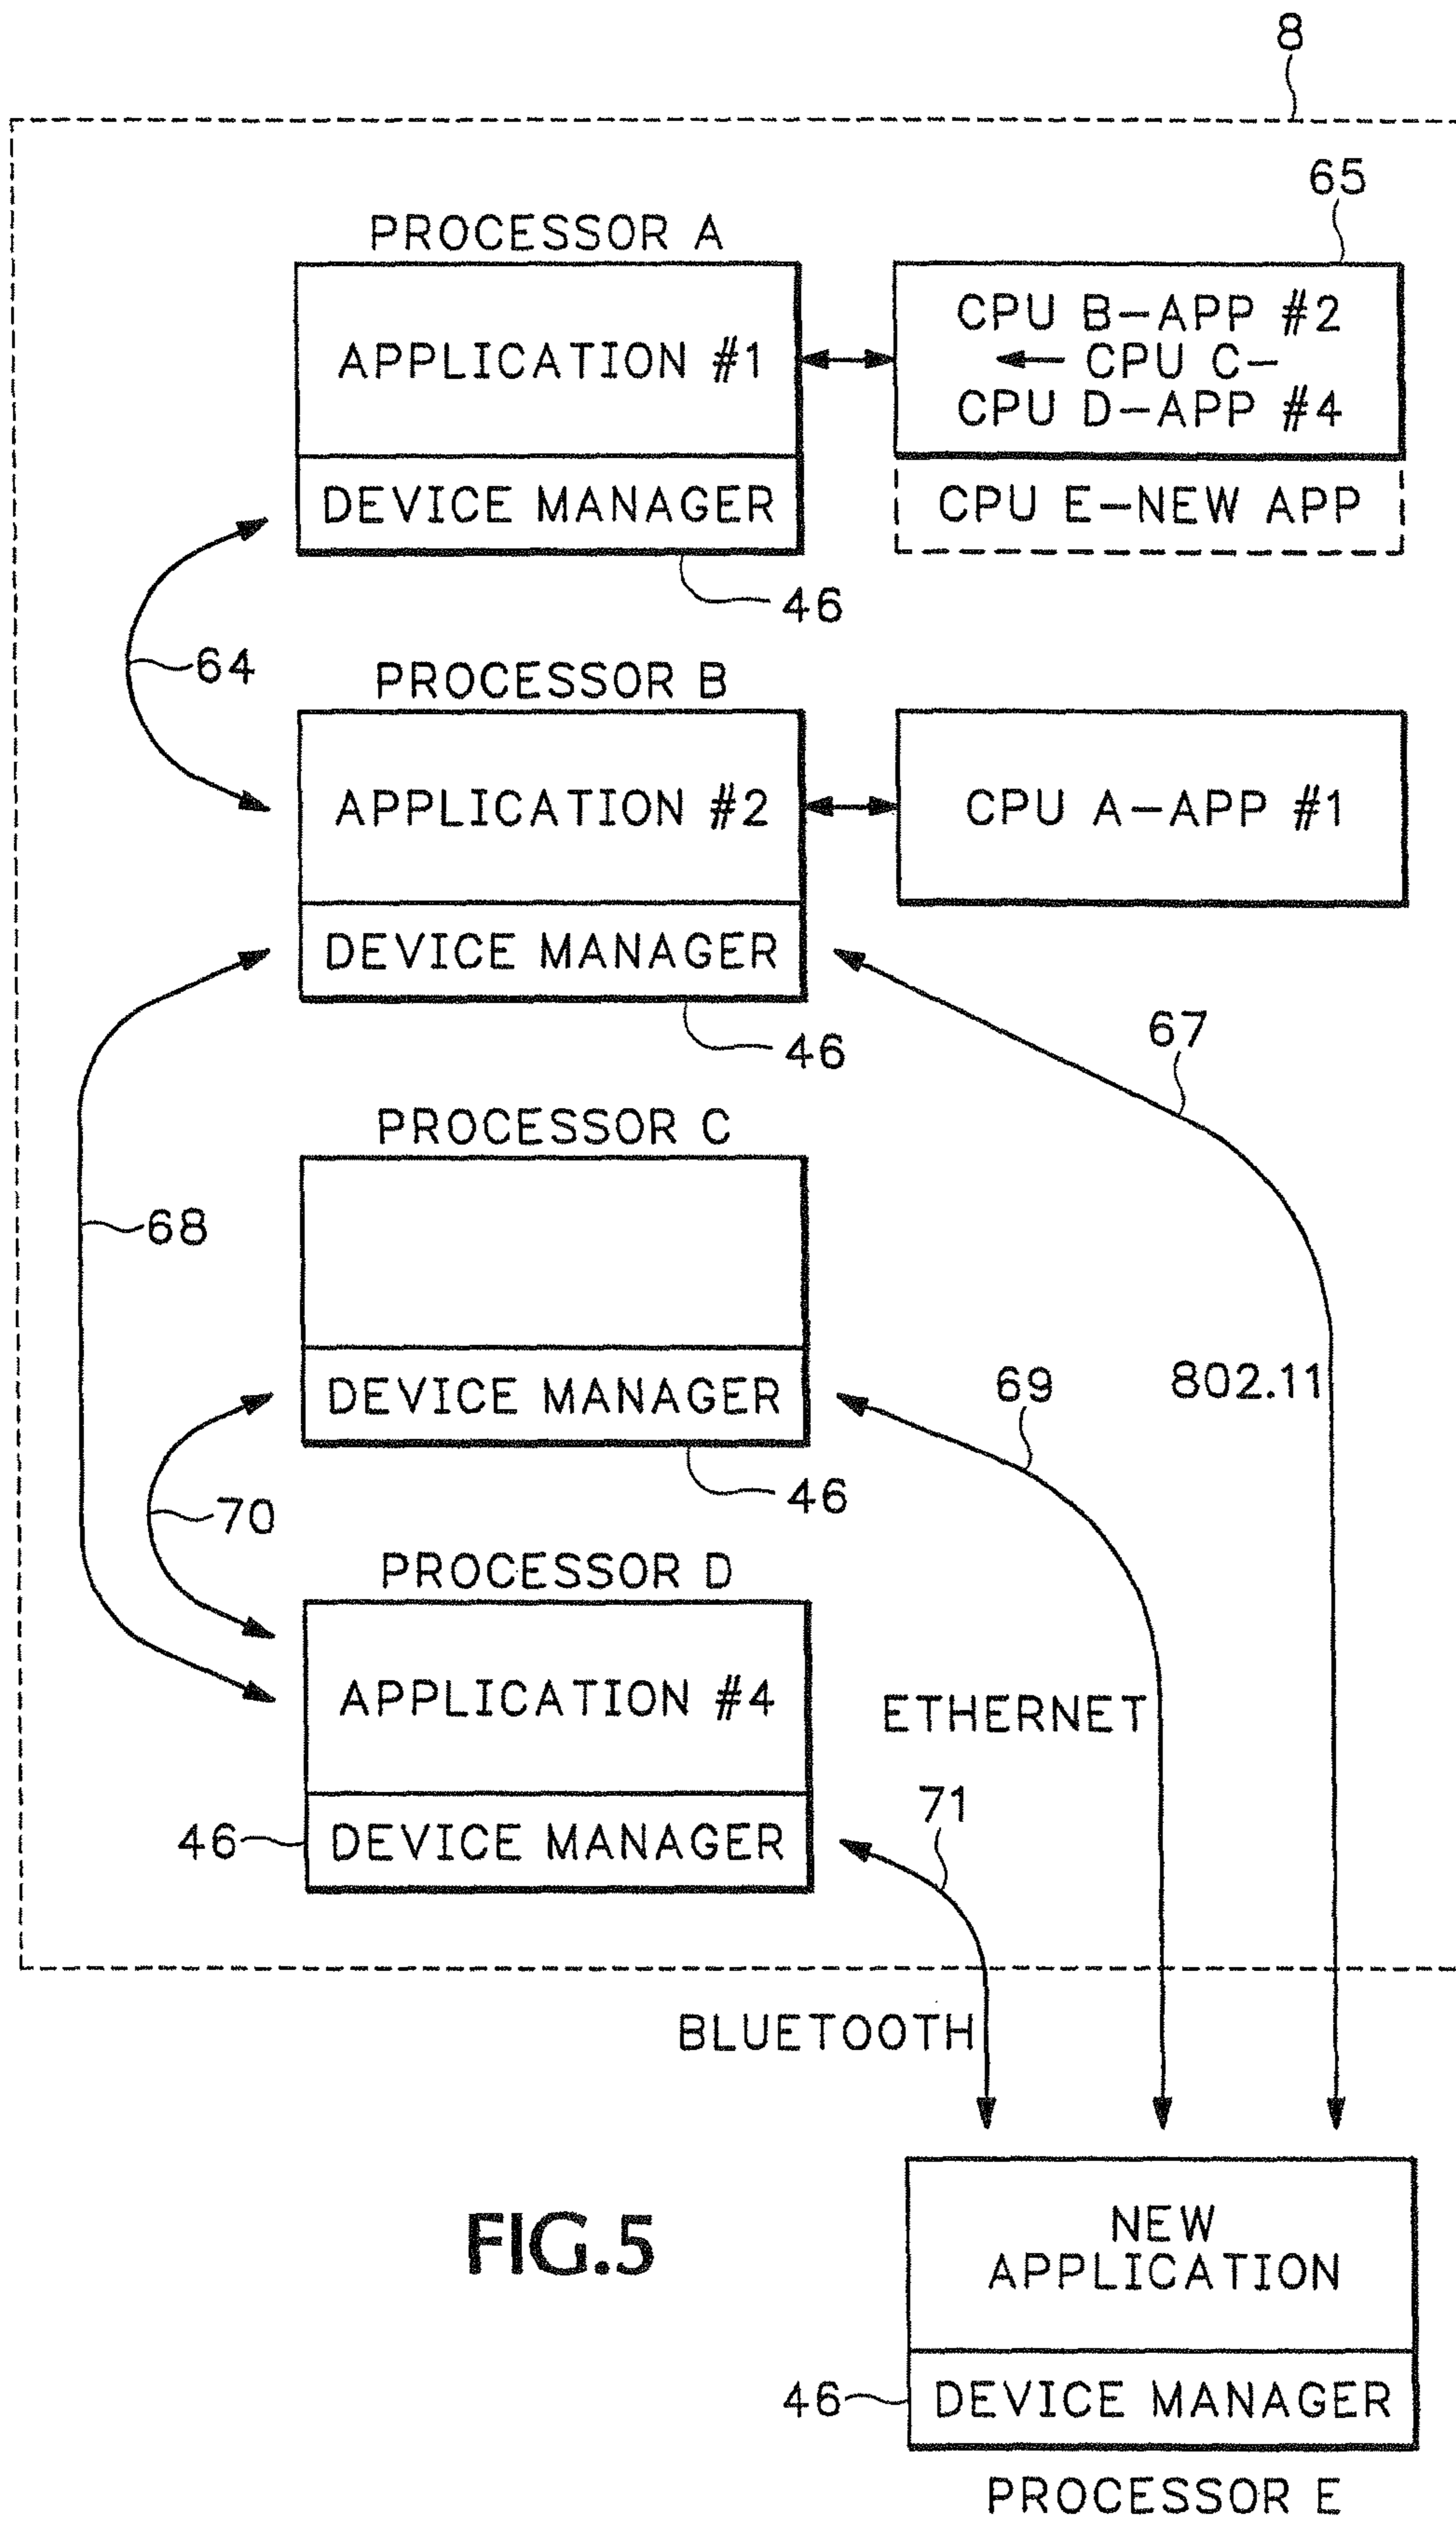 8
65
PROCESSOR A
APPLICATION #1
DEVICE MANAGER
46
CPU B-APP #2
← CPU C-
CPU D-APP #4
CPU E-NEW APP
64
PROCESSOR B
APPLICATION #2
DEVICE MANAGER
46
CPU A-APP #1
67
68
PROCESSOR C
DEVICE MANAGER
46
69
802.11
70
PROCESSOR D
APPLICATION #4
46
DEVICE MANAGER
ETHERNET
71
BLUETOOTH
FIG.5
NEW
APPLICATION
46
DEVICE MANAGER
PROCESSOR E